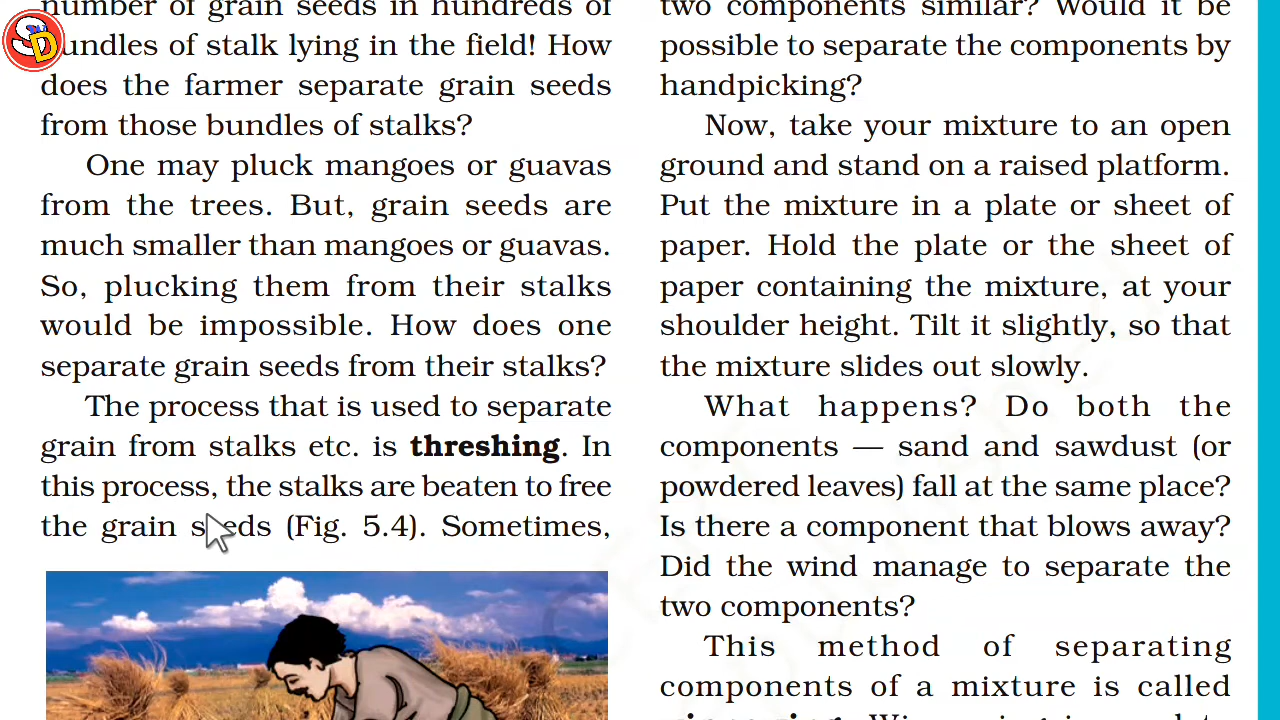 number of grain seeds in hundreds of
bundles of stalk lying in the field! How
does the farmer separate grain seeds
from those bundles of stalks?
One may pluck mangoes or guavas
from the trees. But, grain seeds are
much smaller than mangoes or guavas.
So, plucking them from their stalks
would be impossible. How does one
separate grain seeds from their stalks?
The process that is used to separate
grain from stalks etc. is threshing. In
this process, the stalks are beaten to free
the grain seeds (Fig. 5.4). Sometimes,
two components similar? Would it be
possible to separate the components by
handpicking?
Now, take your mixture to an open
ground and stand on a raised platform.
Put the mixture in a plate or sheet of
paper. Hold the plate or the sheet of
paper containing the mixture, at your
shoulder height. Tilt it slightly, so that
the mixture slides out slowly.
What happens? Do both the
components — sand and sawdust (or
powdered leaves) fall at the same place?
Is there a component that blows away?
Did the wind manage to separate the
two components?
This method of separating
components of a mixture is called
SD